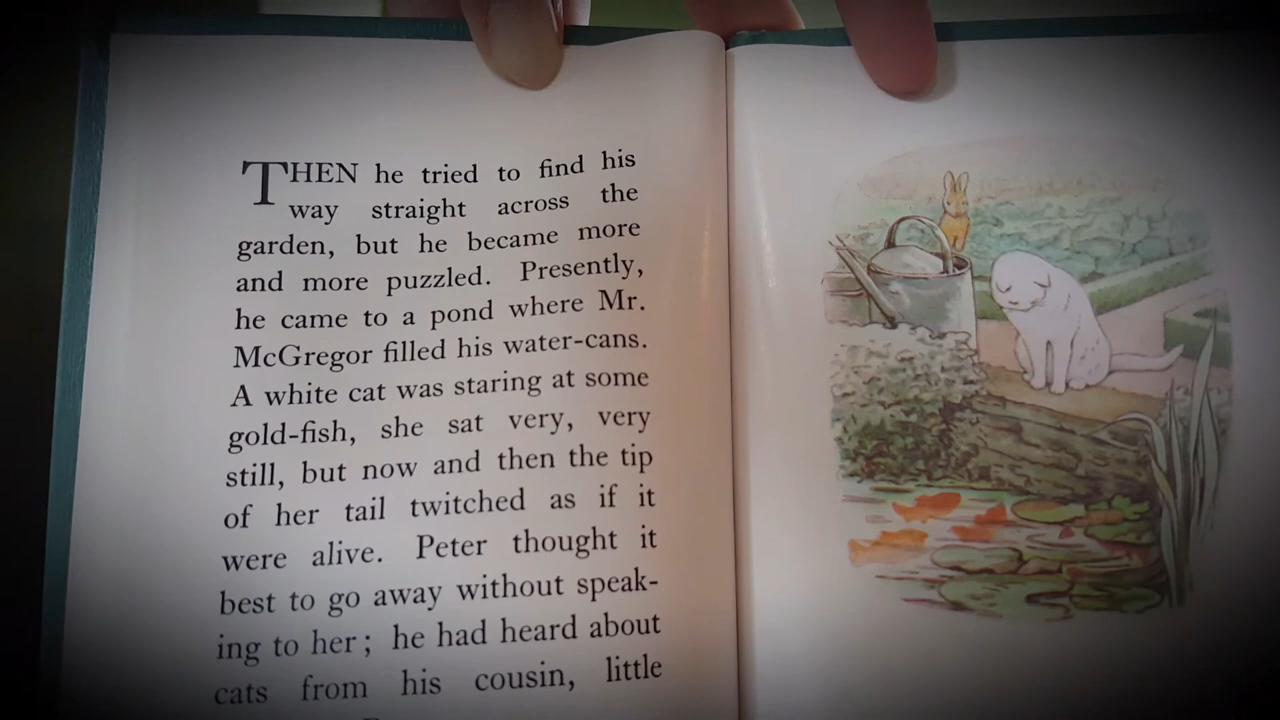 THEN he tried to find his
way straight across the
garden, but he became more
and more puzzled. Presently,
he came to a pond where Mr.
McGregor filled his water-cans.
A white cat was staring at some
gold-fish, she sat very, very
still, but now and then the tip
of her tail twitched as if it
were alive. Peter thought it
best to go away without speak-
ing to her; he had heard about
cats from his cousin, little